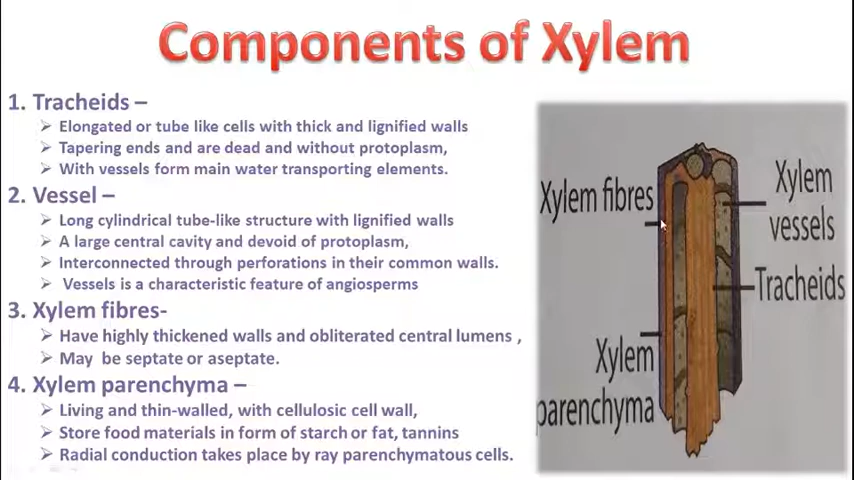 Components of Xylem
1. Tracheids –
Elongated or tube like cells with thick and lignified walls
Tapering ends and are dead and without protoplasm,
With vessels form main water transporting elements.
2. Vessel –
Long cylindrical tube-like structure with lignified walls
A large central cavity and devoid of protoplasm,
Interconnected through perforations in their common walls.
Vessels is a characteristic feature of angiosperms
3. Xylem fibres-
Have highly thickened walls and obliterated central lumens ,
May be septate or aseptate.
4. Xylem parenchyma –
Living and thin-walled, with cellulosic cell wall,
Store food materials in form of starch or fat, tannins
Radial conduction takes place by ray parenchymatous cells.
Xylem fibres
Xylem
vessels
Tracheids
Xylem
parenchyma